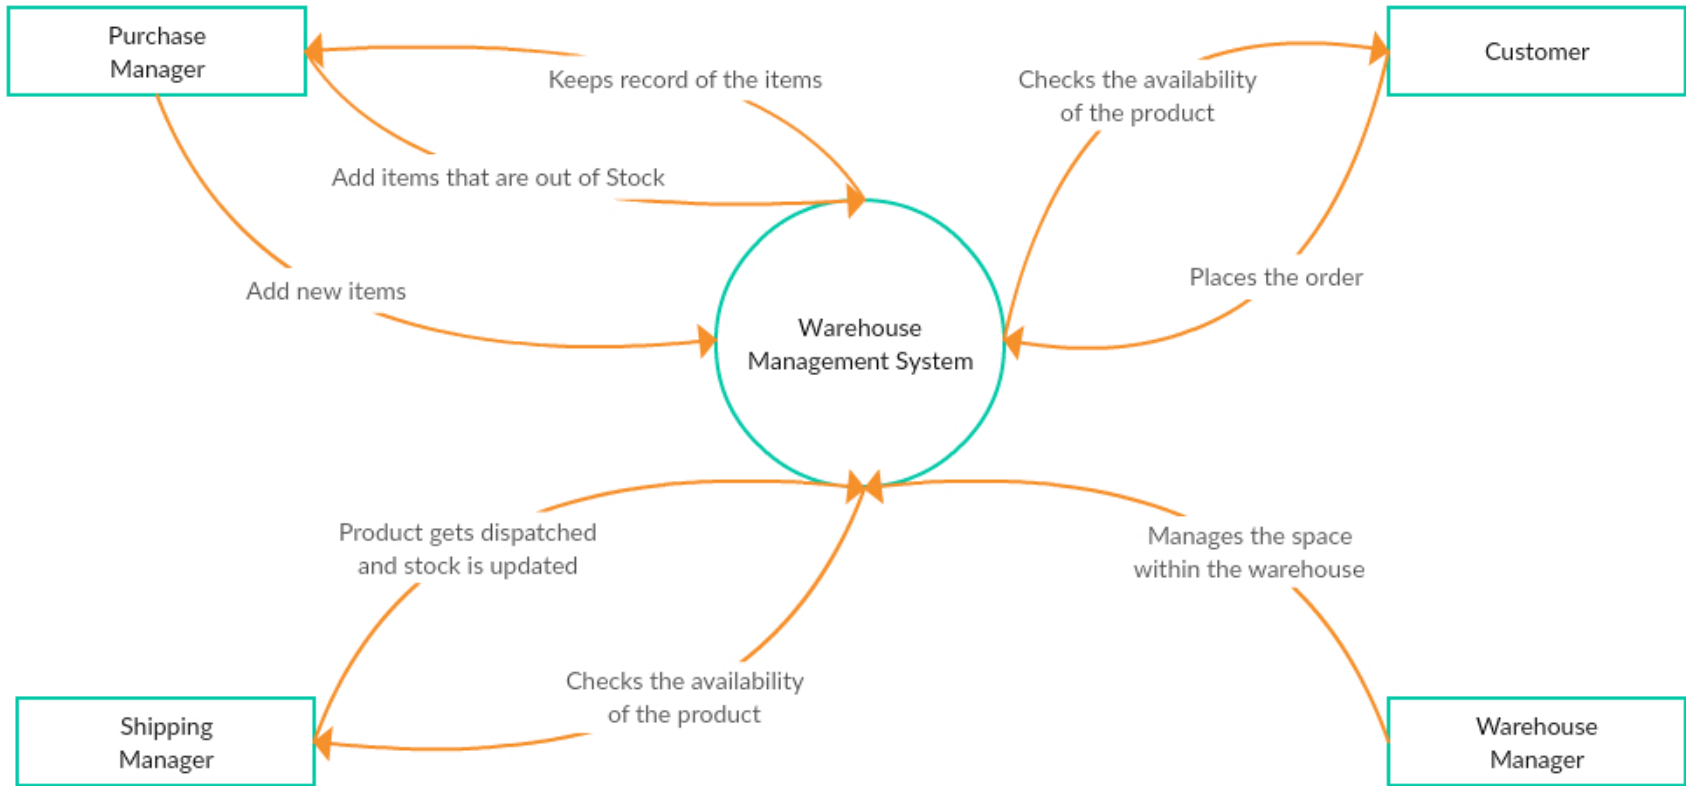 Purchase
Manager
Customer
Keeps record of the items
Checks the availability
of the product
Add items that are out of Stock
Add new items
Places the order
Warehouse
Management System
Product gets dispatched
and stock is updated
Manages the space
within the warehouse
Checks the availability
of the product
Shipping
Manager
Warehouse
Manager